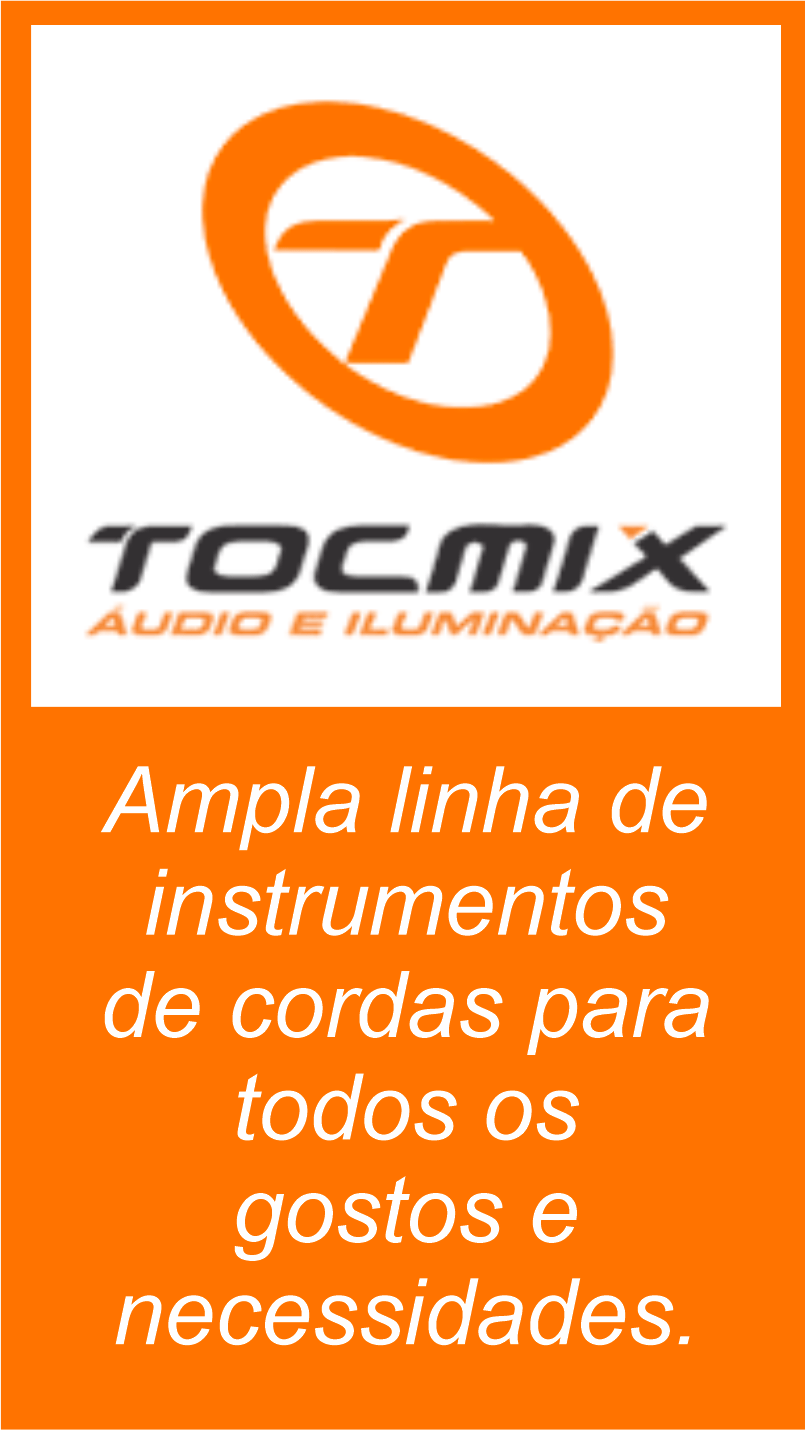 TOCMIX
ÁUDIO E ILUMINAÇÃO
Ampla linha de
instrumentos
de cordas para
todos os
gostos e
necessidades.